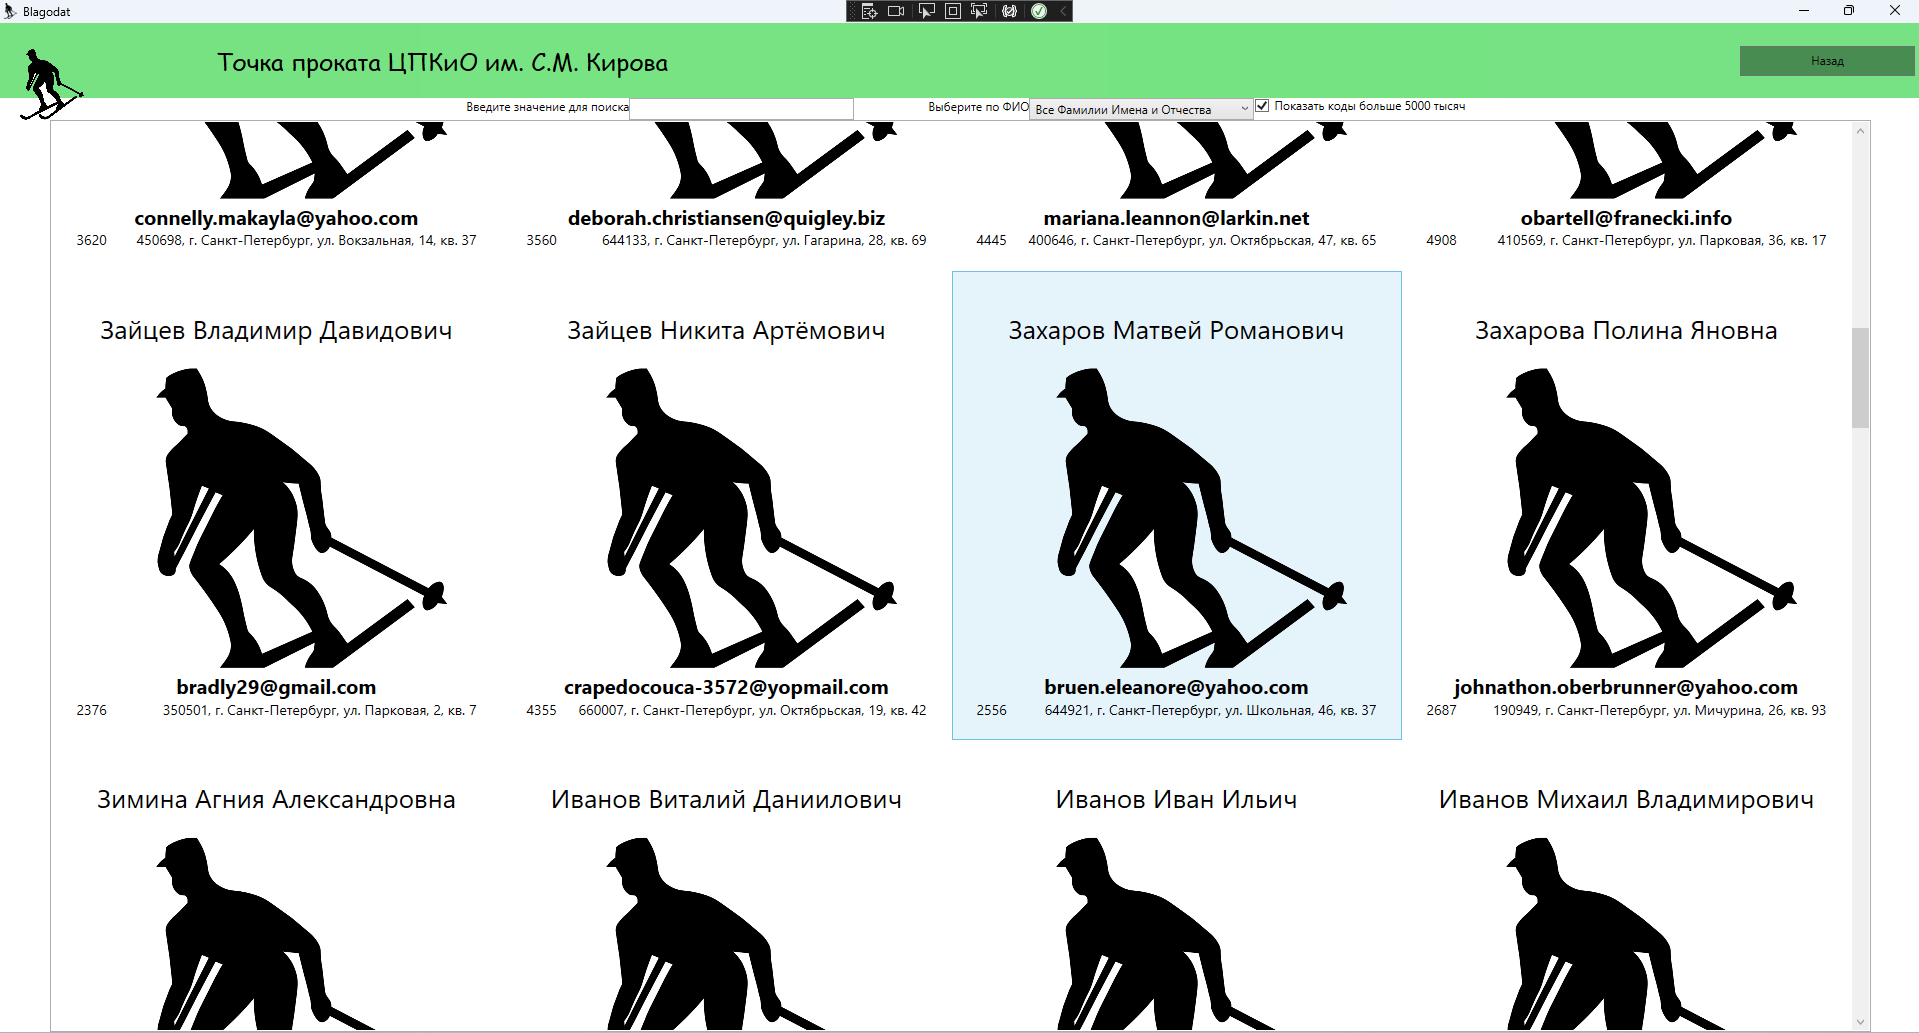 Blagodat
Точка проката ЦПКиО им. С.М. Кирова
Назад
Введите значение для поиска
Выберите по ФИО
Все Фамилии Имена и Отчества
Показать коды больше 5000 тысяч
connelly.makayla@yahoo.com
3620 450698, г. Санкт-Петербург, ул. Вокзальная, 14, кв. 37
deborah.christiansen@quigley.biz
3560 644133, г. Санкт-Петербург, ул. Гагарина, 28, кв. 69
mariana.leannon@larkin.net
4445 400646, г. Санкт-Петербург, ул. Октябрьская, 47, кв. 65
obartell@franecki.info
4908 410569, г. Санкт-Петербург, ул. Парковая, 36, кв. 17
Зайцев Владимир Давидович
bradly29@gmail.com
2376 350501, г. Санкт-Петербург, ул. Парковая, 2, кв. 7
Зайцев Никита Артёмович
crapedocouca-3572@yopmail.com
4355 660007, г. Санкт-Петербург, ул. Октябрьская, 19, кв. 42
Захаров Матвей Романович
bruen.eleanore@yahoo.com
2556 644921, г. Санкт-Петербург, ул. Школьная, 46, кв. 37
Захарова Полина Яновна
johnathon.oberbrunner@yahoo.com
2687 190949, г. Санкт-Петербург, ул. Мичурина, 26, кв. 93
Зимина Агния Александровна
Иванов Виталий Даниилович
Иванов Иван Ильич
Иванов Михаил Владимирович